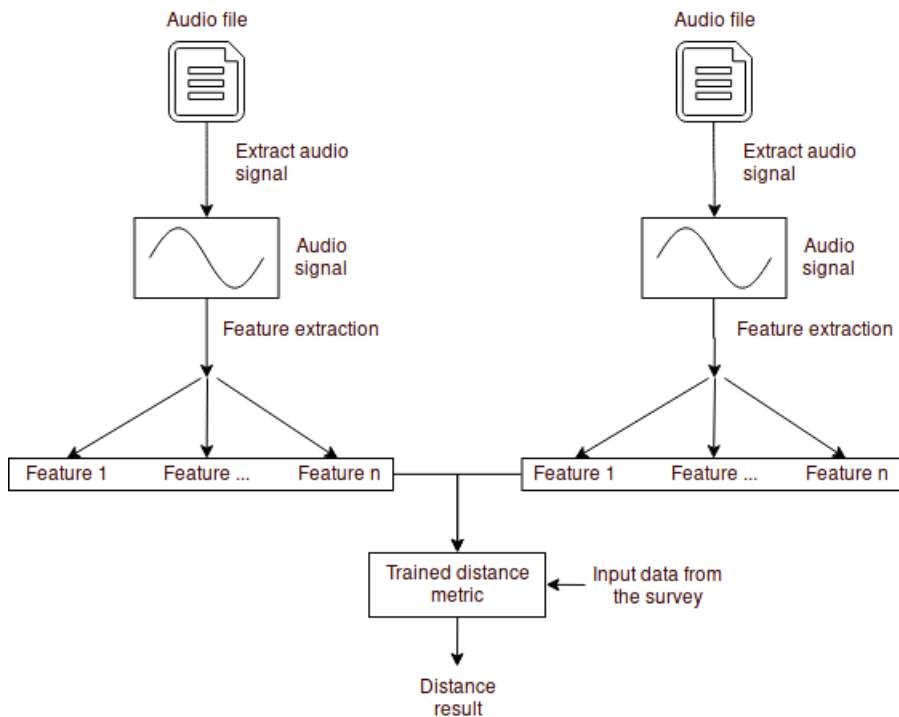 Audio file
Audio file
Extract audio
signal
Extract audio
signal
Audio
signal
Audio
signal
Feature extraction
Feature extraction
Feature 1 Feature ... Feature n
Feature 1 Feature ... Feature n
Trained distance
metric
Input data from
the survey
Distance
result